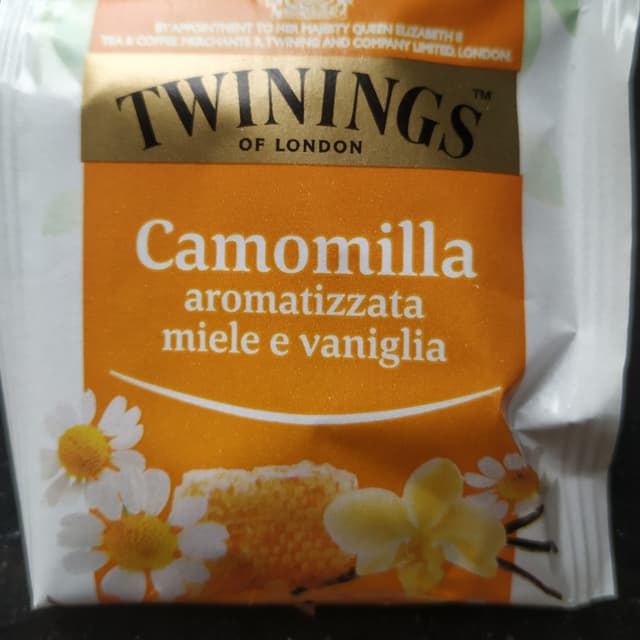 BY APPOINTMENT TO HER MAJESTY QUEEN ELIZABETH II
TEA & COFFEE MERCHANTS R. TWINING AND COMPANY LIMITED, LONDON
TWININGS™
OF LONDON
Camomilla
aromatizzata
miele e vaniglia